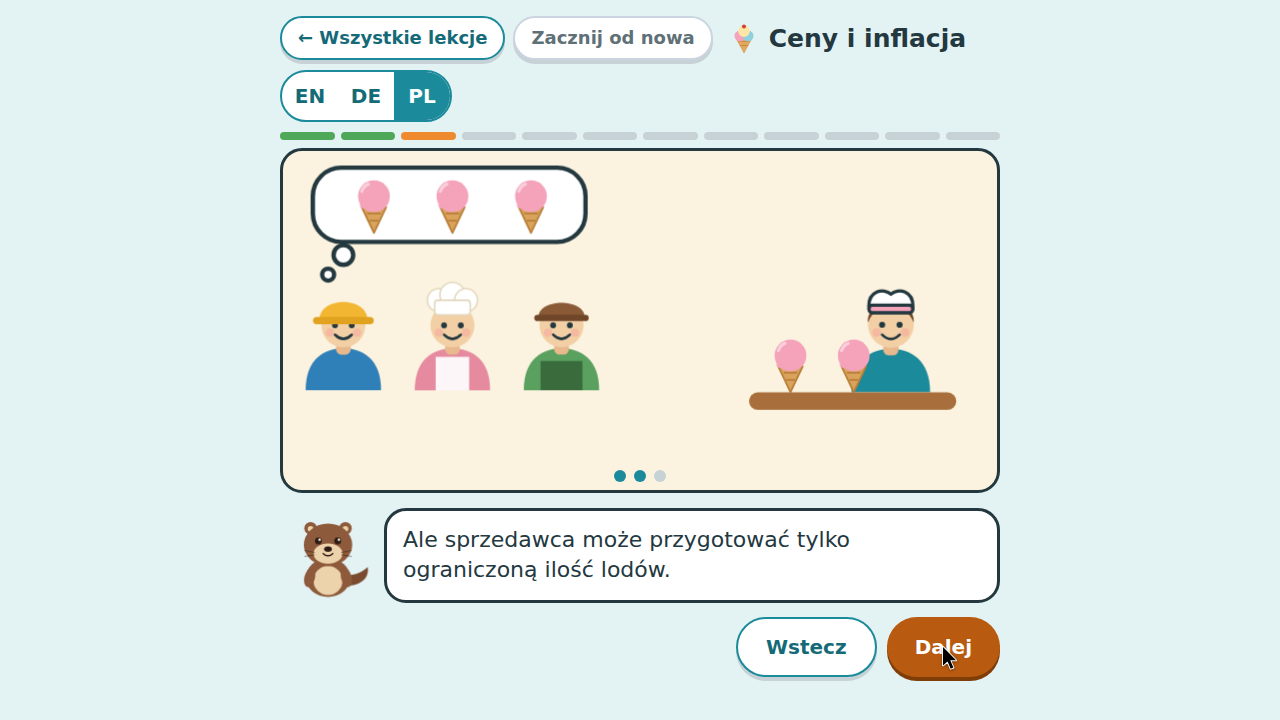 ← Wszystkie lekcje
Zacznij od nowa
Ceny i inflacja
EN DE PL
Ale sprzedawca może przygotować tylko
ograniczoną ilość lodów.
Wstecz
Dalej